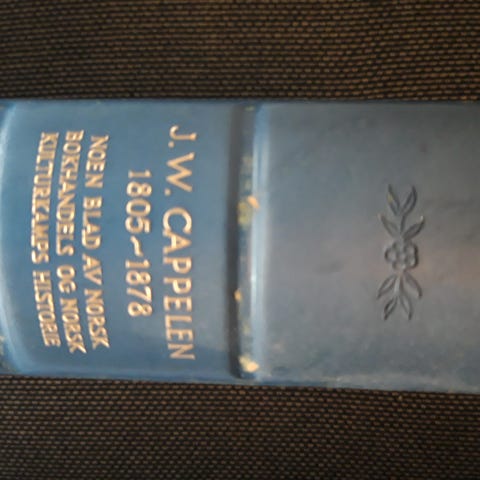 J. W. CAPPELEN
1805~1878
NOEN BLAD AV NORSK
BOKHANDELS OG NORSK
KULTURKAMPS HISTORIE